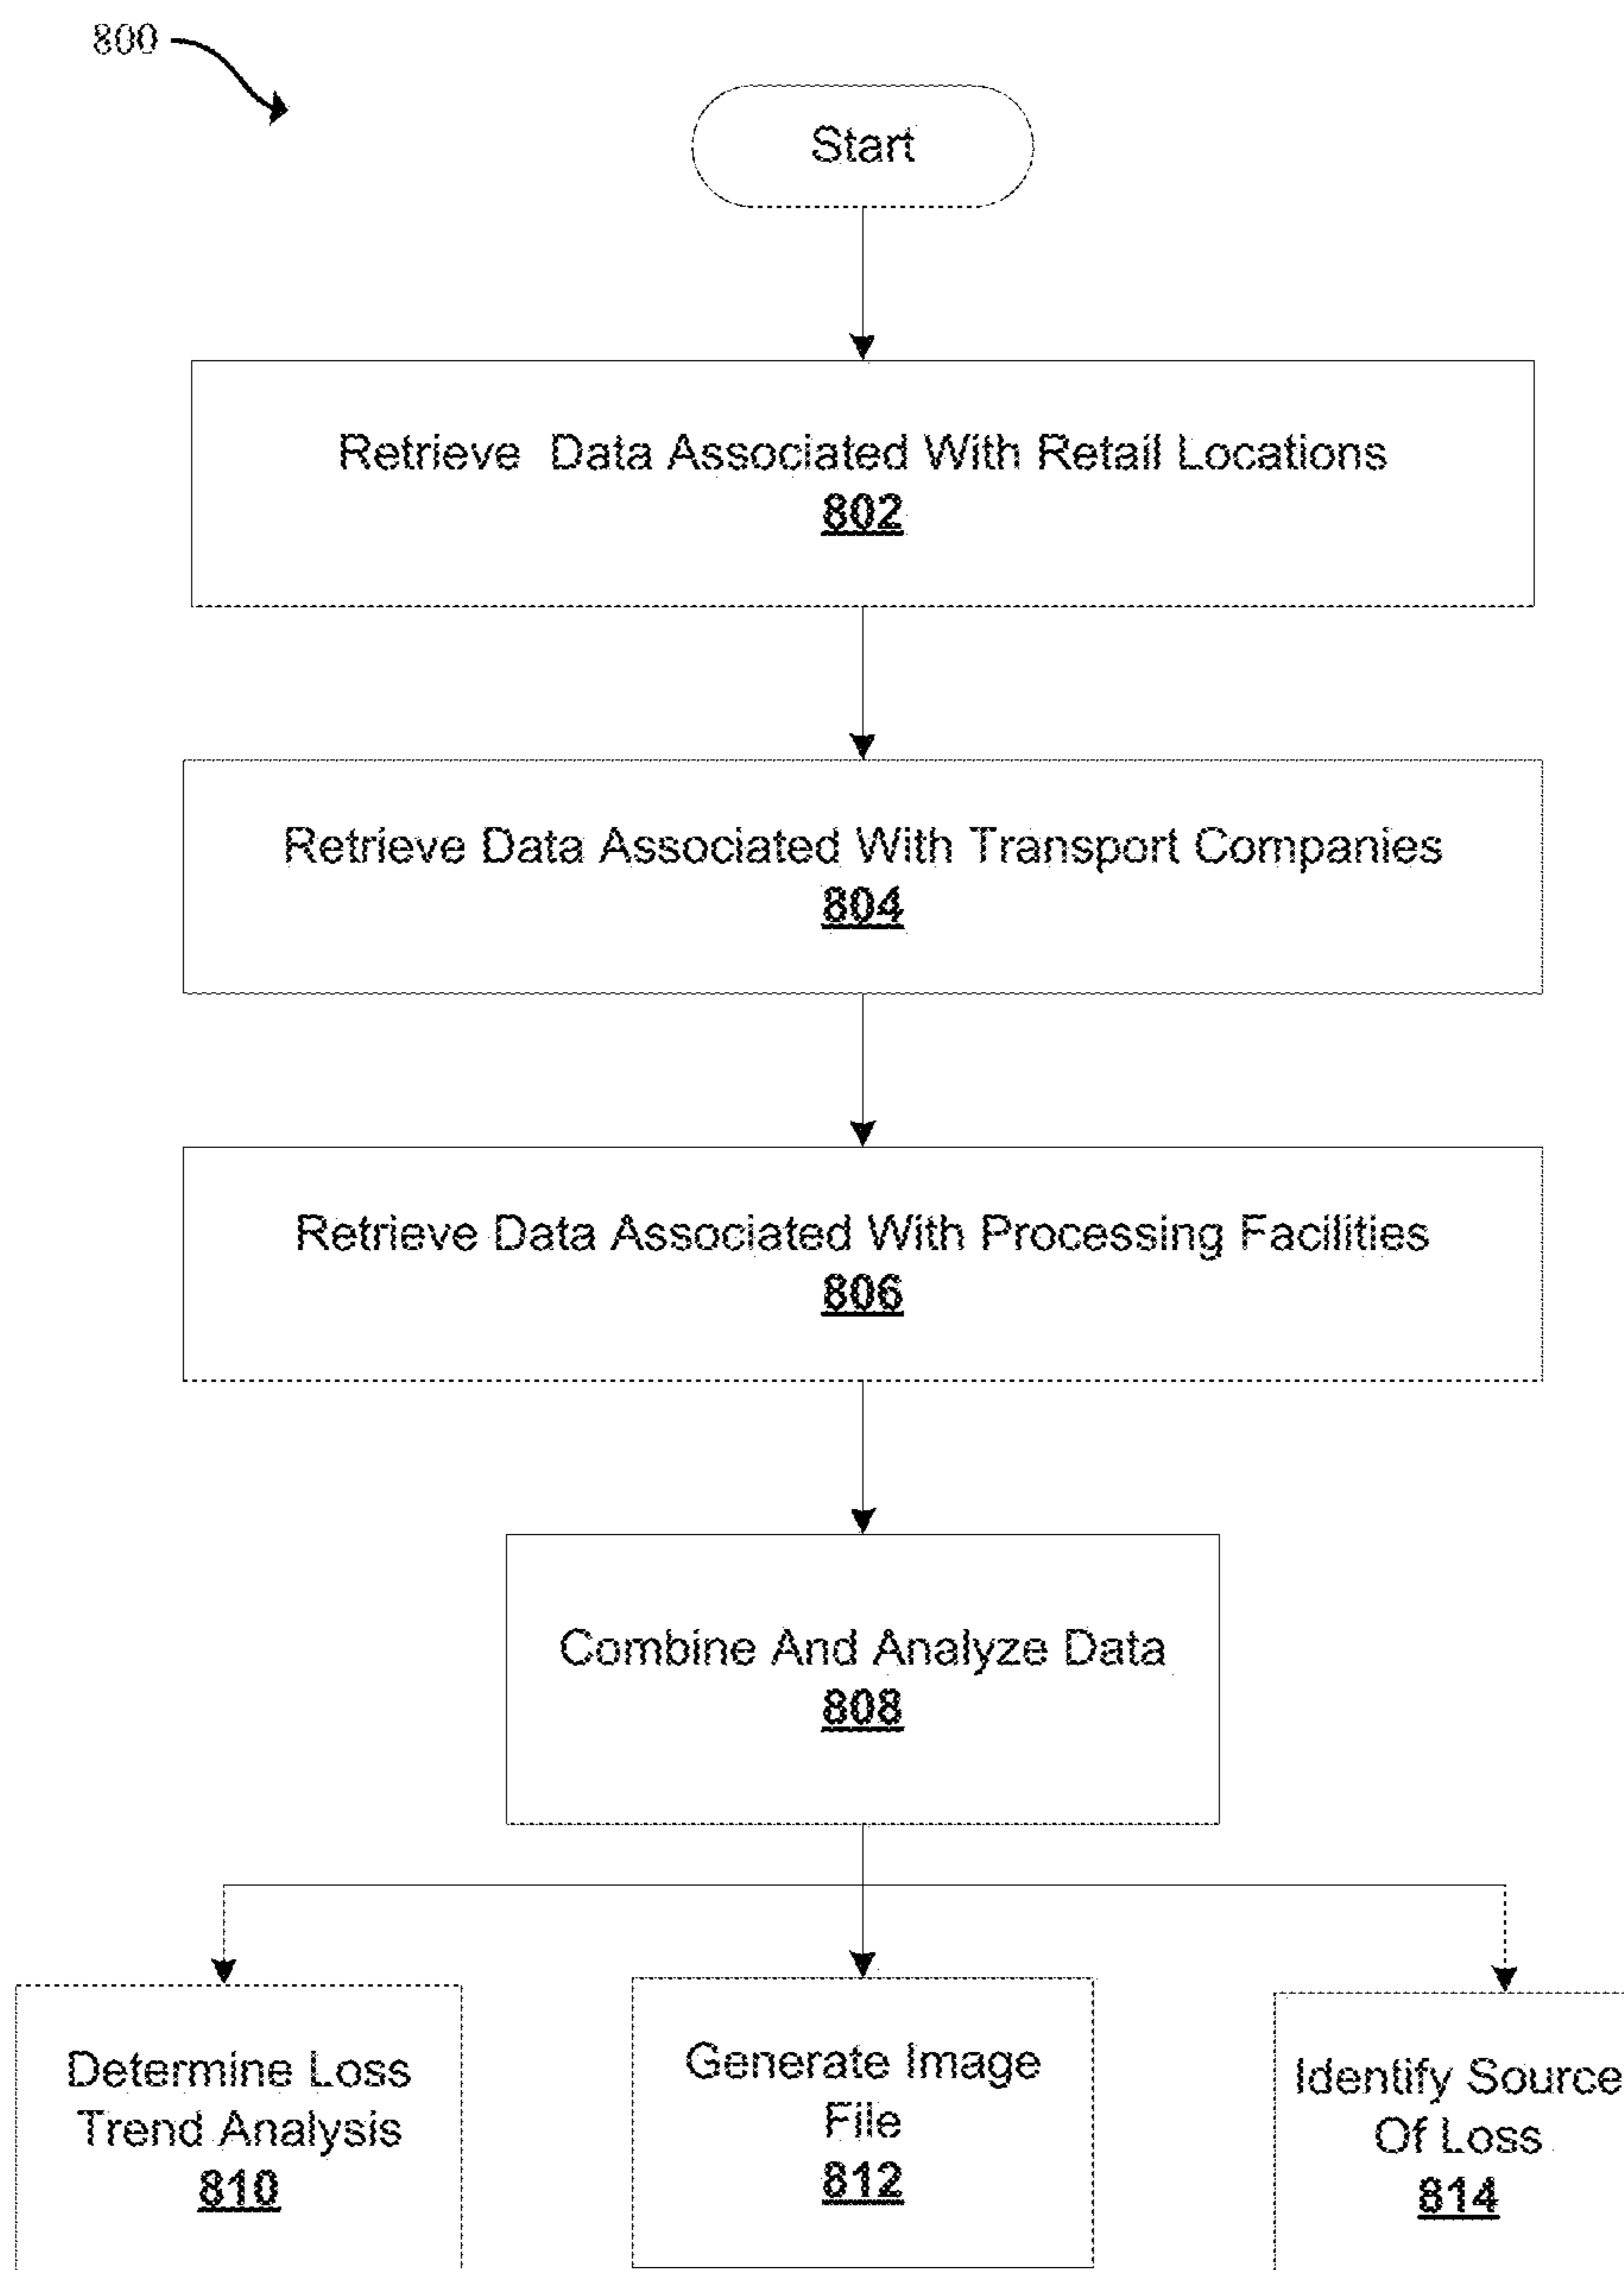 800
Start
Retrieve Data Associated With Retail Locations
802
Retrieve Data Associated With Transport Companies
804
Retrieve Data Associated With Processing Facilities
806
Combine And Analyze Data
808
Determine Loss
Trend Analysis
810
Generate Image
File
812
Identify Source
Of Loss
814